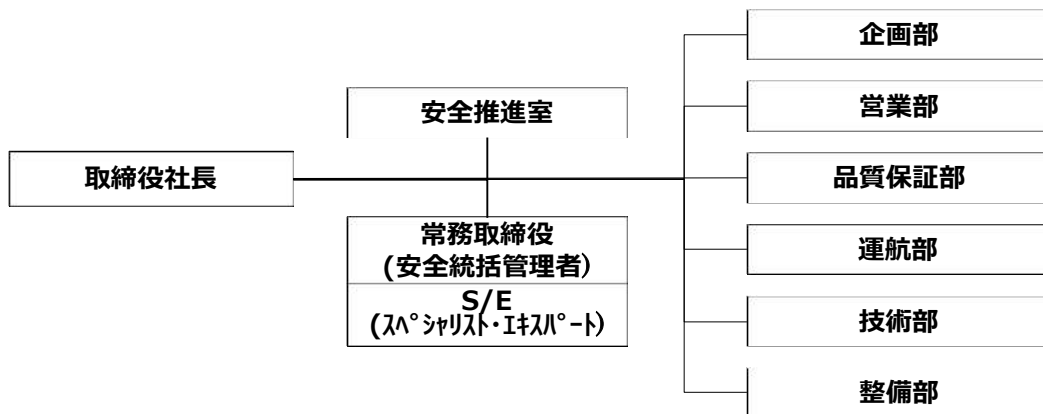 企画部
安全推進室
営業部
取締役社長
品質保証部
常務取締役
(安全統括管理者)
S/E
(ｽﾍﾟｼｬﾘｽﾄ・ｴｷｽﾊﾟｰﾄ)
運航部
技術部
整備部